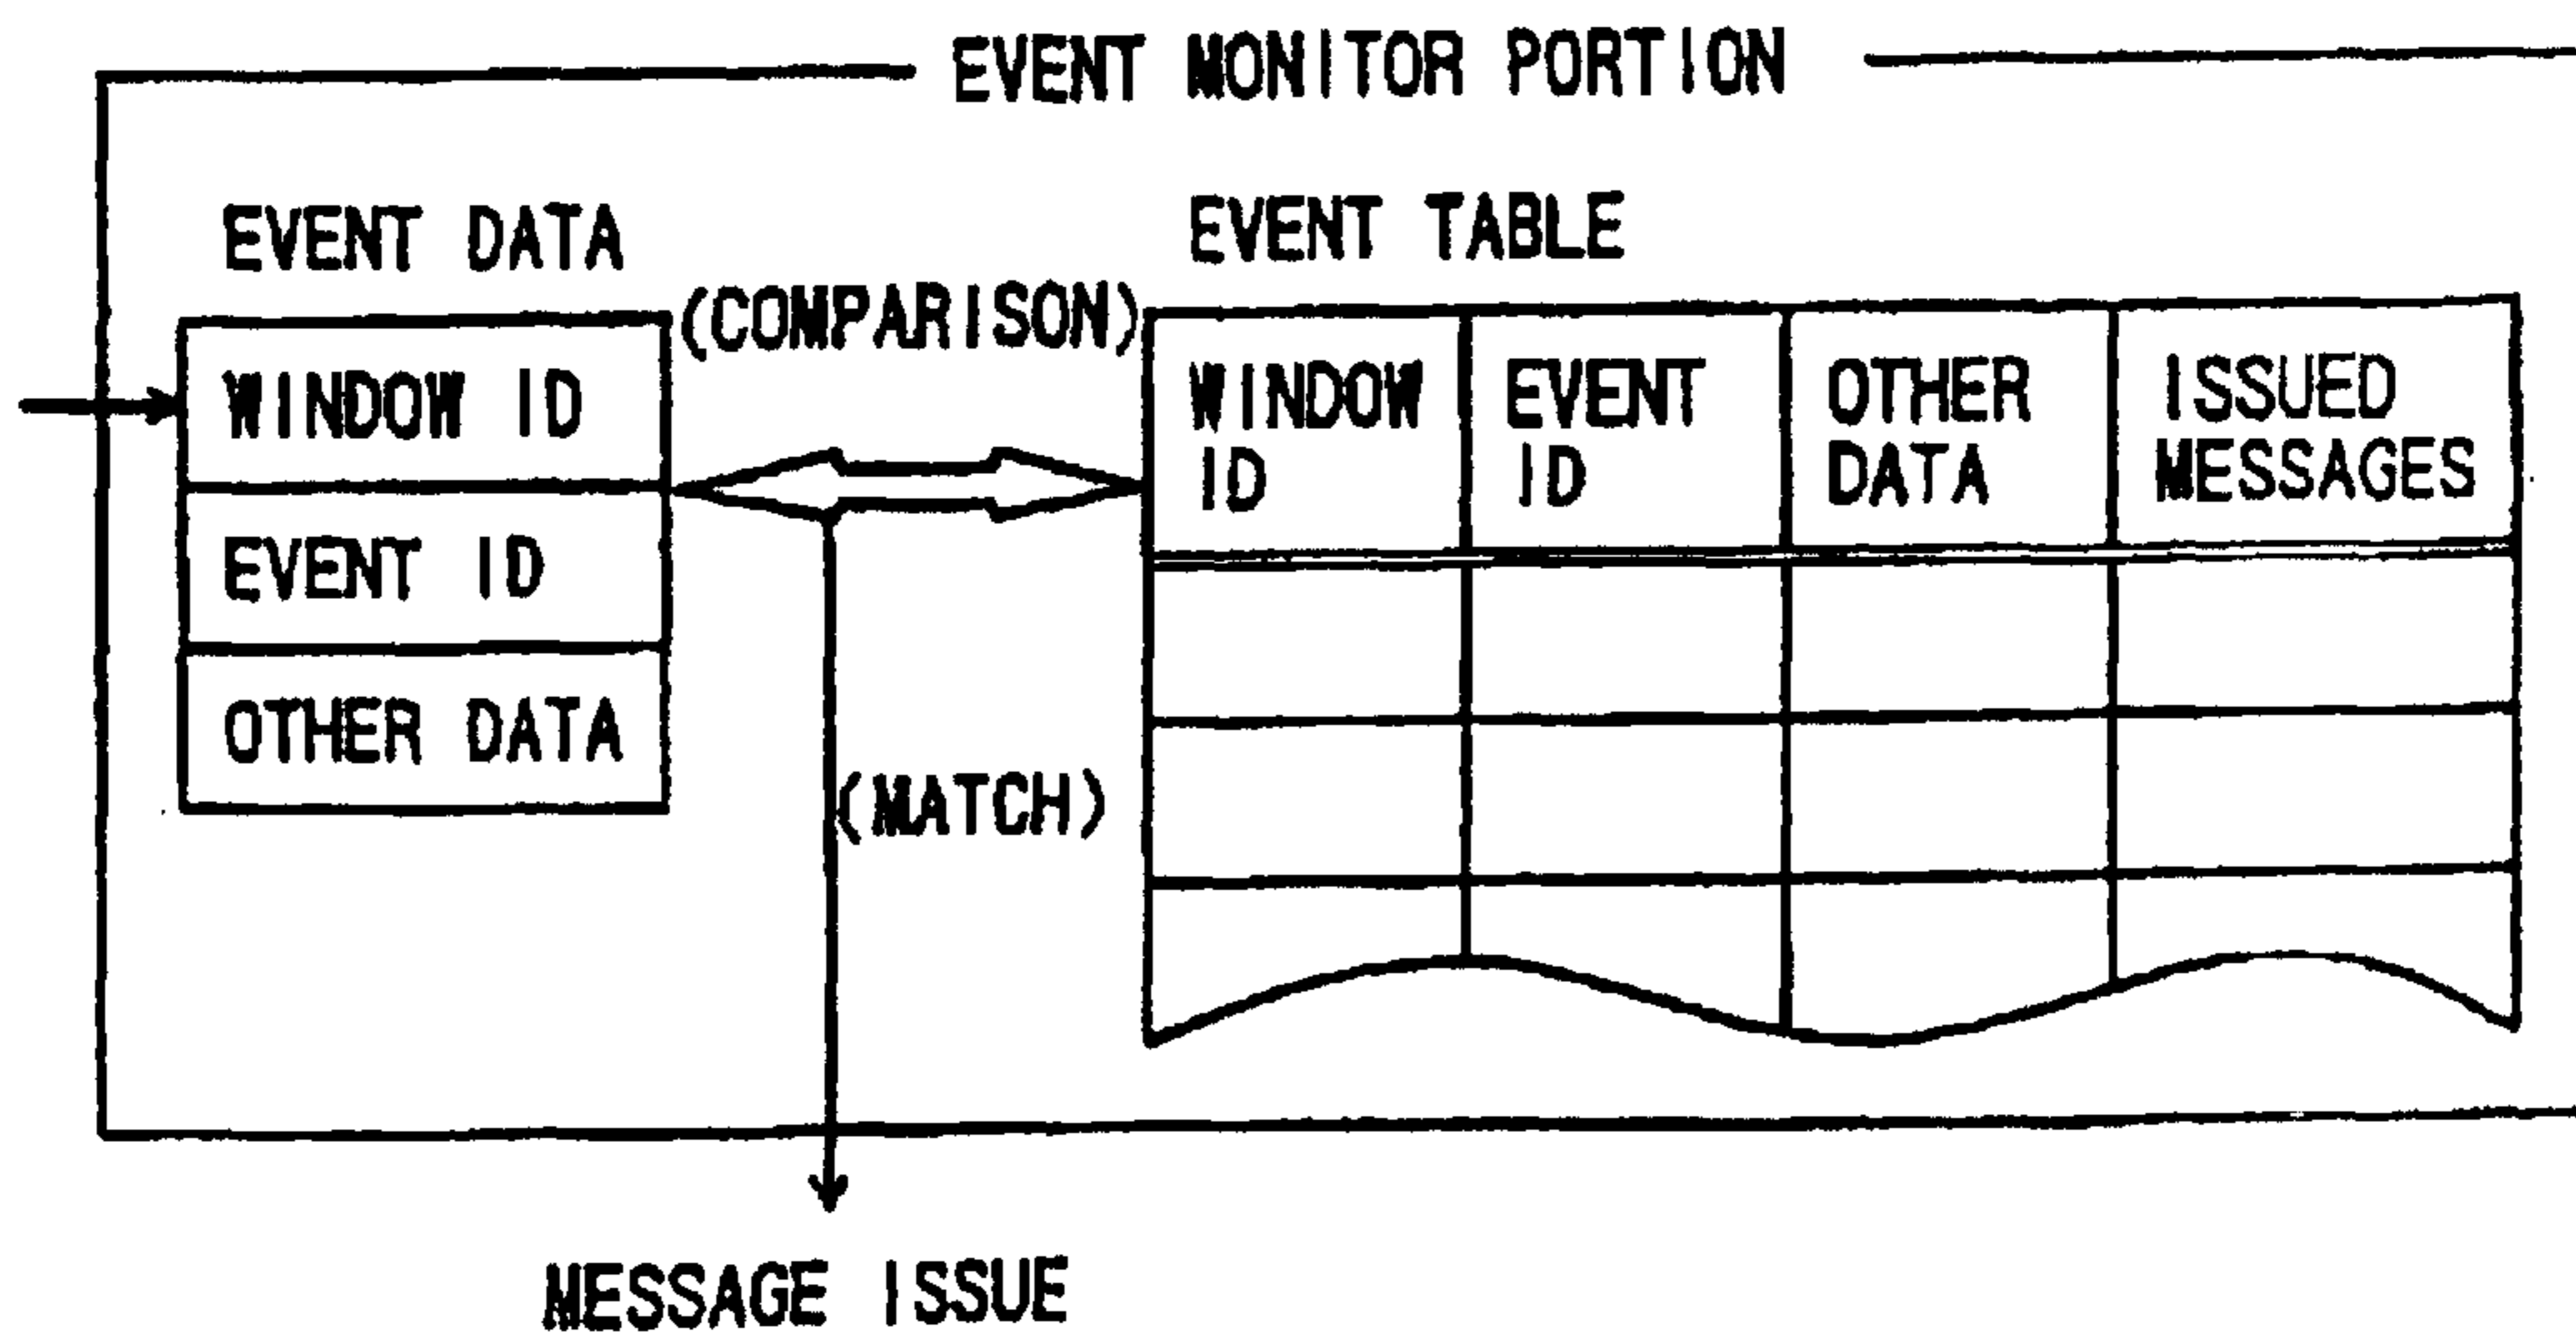 EVENT MONITOR PORTION
EVENT DATA
EVENT TABLE
(COMPARISON)
WINDOW ID
EVENT ID
OTHER DATA
WINDOW
ID
EVENT
ID
OTHER
DATA
ISSUED
MESSAGES
(MATCH)
MESSAGE ISSUE